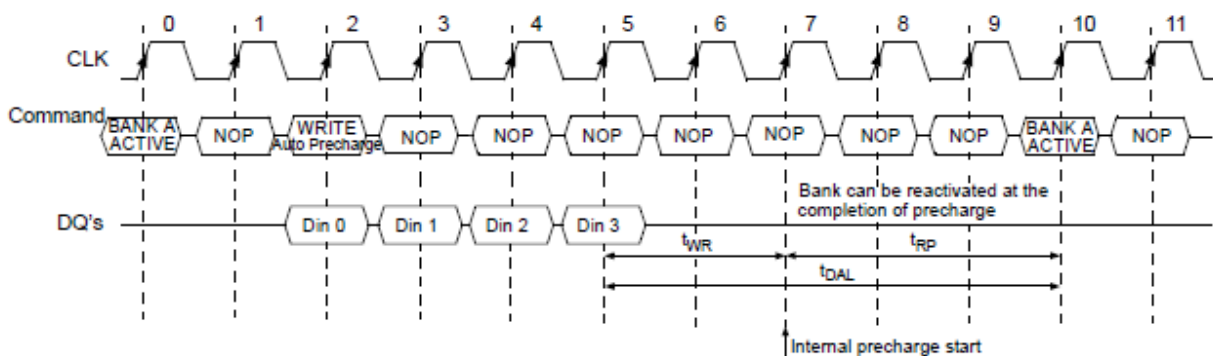 0 1 2 3 4 5 6 7 8 9 10 11
CLK
Command
BANK A ACTIVE NOP WRITE Auto Precharge NOP NOP NOP NOP NOP NOP NOP BANK A ACTIVE NOP
Bank can be reactivated at the
completion of precharge
DQ's Din 0 Din 1 Din 2 Din 3
tWR tRP
tDAL
Internal precharge start